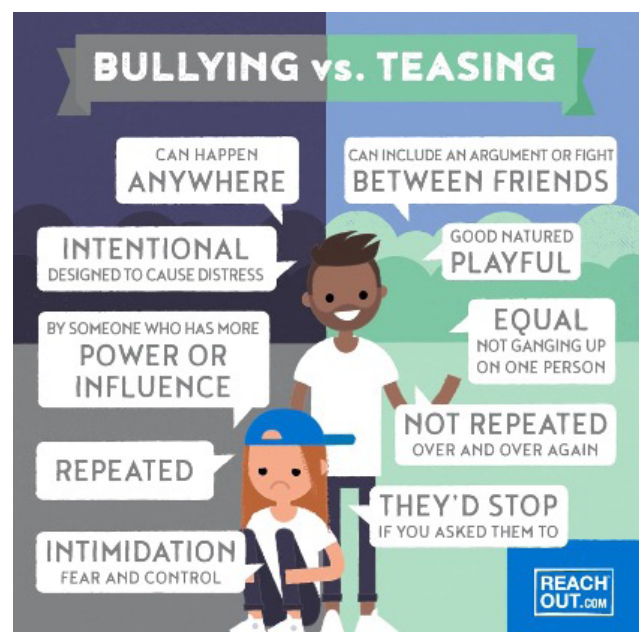 BULLYING vs. TEASING
CAN HAPPEN
ANYWHERE
INTENTIONAL
DESIGNED TO CAUSE DISTRESS
BY SOMEONE WHO HAS MORE
POWER OR
INFLUENCE
REPEATED
INTIMIDATION
FEAR AND CONTROL
CAN INCLUDE AN ARGUMENT OR FIGHT
BETWEEN FRIENDS
GOOD NATURED
PLAYFUL
EQUAL
NOT GANGING UP
ON ONE PERSON
NOT REPEATED
OVER AND OVER AGAIN
THEY'D STOP
IF YOU ASKED THEM TO
REACH
OUT.COM